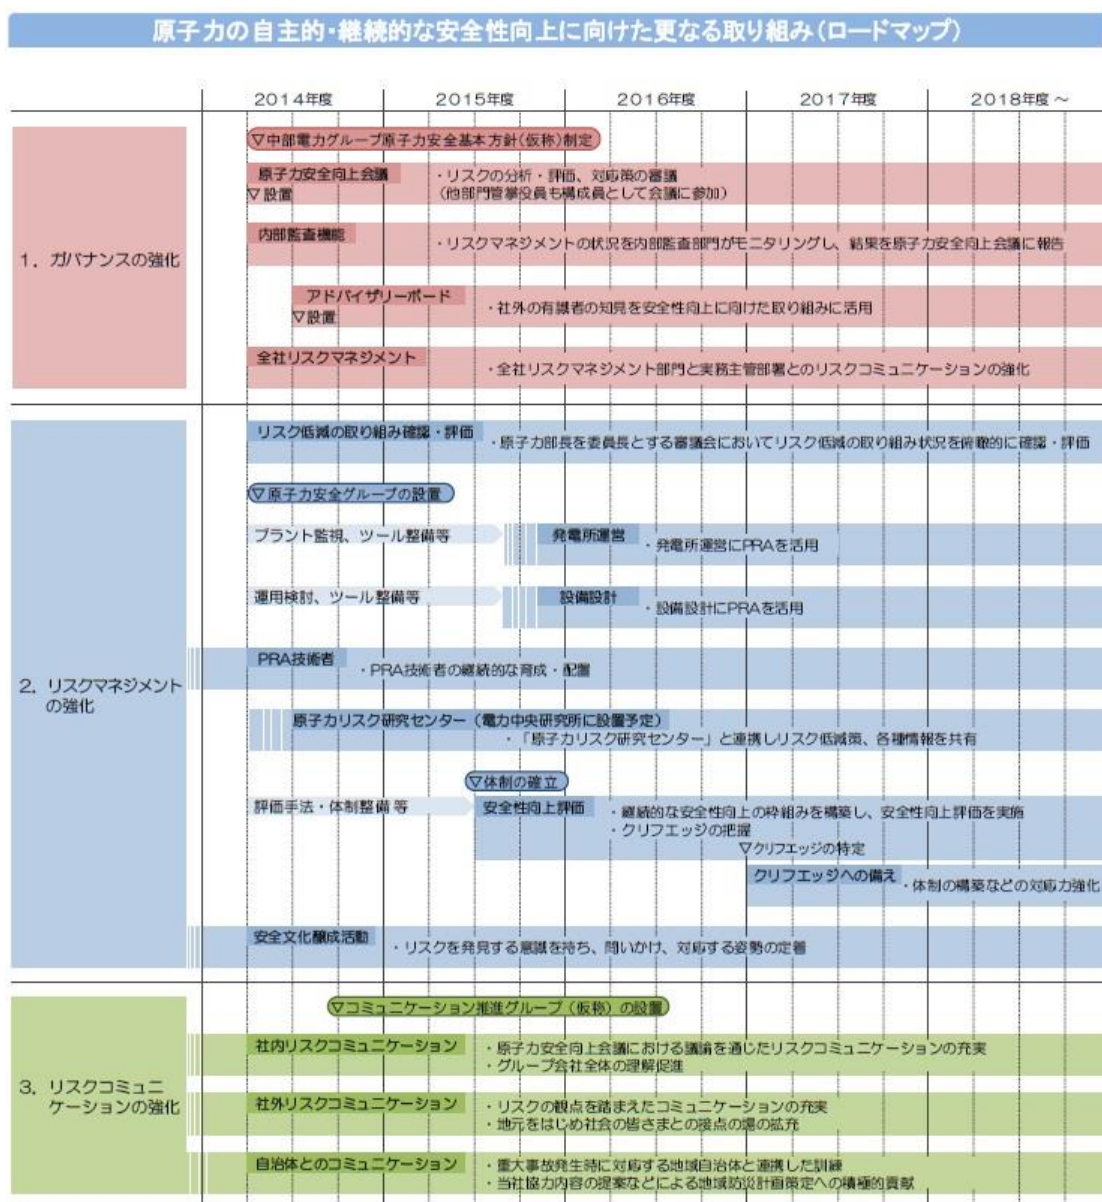 原子力の自主的・継続的な安全性向上に向けた更なる取り組み(ロードマップ)
2014年度 2015年度 2016年度 2017年度 2018年度 ～
1. ガバナンスの強化
▽中部電力グループ原子力安全基本方針(仮称)制定
原子力安全向上会議
▽設置
・リスクの分析・評価、対応策の審議
(他部門管掌役員も構成員として会議に参加)
内部監査機能
・リスクマネジメントの状況を内部監査部門がモニタリングし、結果を原子力安全向上会議に報告
アドバイザリーボード
▽設置
・社外の有識者の知見を安全性向上に向けた取り組みに活用
全社リスクマネジメント
・全社リスクマネジメント部門と実務主管部署とのリスクコミュニケーションの強化
2. リスクマネジメント
の強化
リスク低減の取り組み確認・評価
・原子力部長を委員長とする審議会においてリスク低減の取り組み状況を俯瞰的に確認・評価
▽原子力安全グループの設置
プラント監視、ツール整備等
発電所運営
・発電所運営にPRAを活用
運用検討、ツール整備等
設備設計
・設備設計にPRAを活用
PRA技術者
・PRA技術者の継続的な育成・配置
原子力リスク研究センター（電力中央研究所に設置予定）
・「原子力リスク研究センター」と連携しリスク低減策、各種情報を共有
▽体制の確立
評価手法・体制整備 等
安全性向上評価
・継続的な安全性向上の枠組みを構築し、安全性向上評価を実施
・クリフエッジの把握
▽クリフエッジの特定
クリフエッジへの備え
・体制の構築などの対応力強化
安全文化醸成活動
・リスクを発見する意識を持ち、問いかけ、対応する姿勢の定着
3. リスクコミュニ
ケーションの強化
▽コミュニケーション推進グループ（仮称）の設置
社内リスクコミュニケーション
・原子力安全向上会議における議論を通じたリスクコミュニケーションの充実
・グループ会社全体の理解促進
社外リスクコミュニケーション
・リスクの観点を踏まえたコミュニケーションの充実
・地元をはじめ社会の皆さまとの接点の場の拡充
自治体とのコミュニケーション
・重大事故発生時に対応する地域自治体と連携した訓練
・当社協力内容の提案などによる地域防災計画策定への積極的貢献